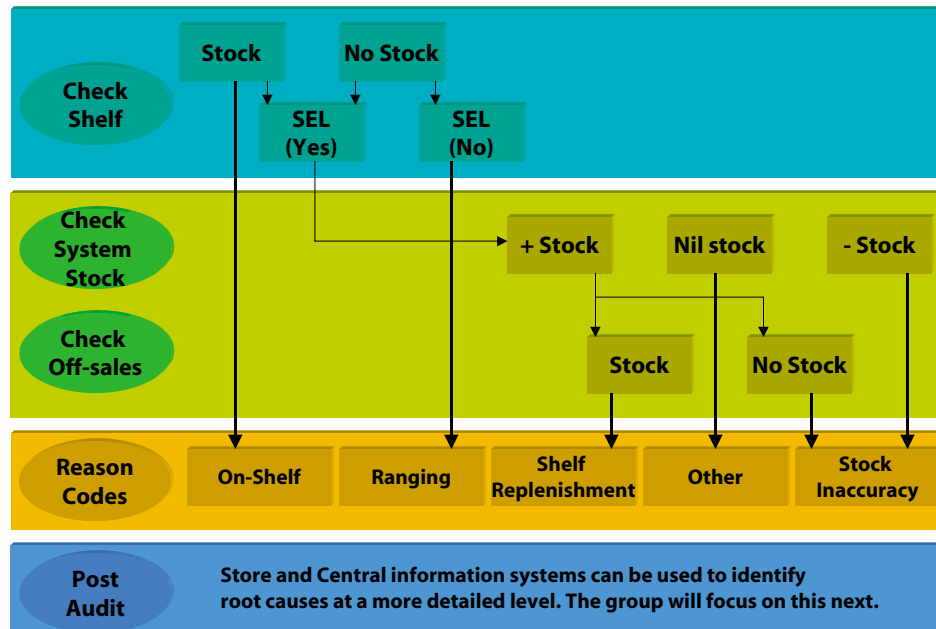 Stock
No Stock
Check
Shelf
SEL
(Yes)
SEL
(No)
Check
System
Stock
+ Stock
Nil stock
- Stock
Check
Off-sales
Stock
No Stock
Reason
Codes
On-Shelf
Ranging
Shelf
Replenishment
Other
Stock
Inaccuracy
Post
Audit
Store and Central information systems can be used to identify
root causes at a more detailed level. The group will focus on this next.